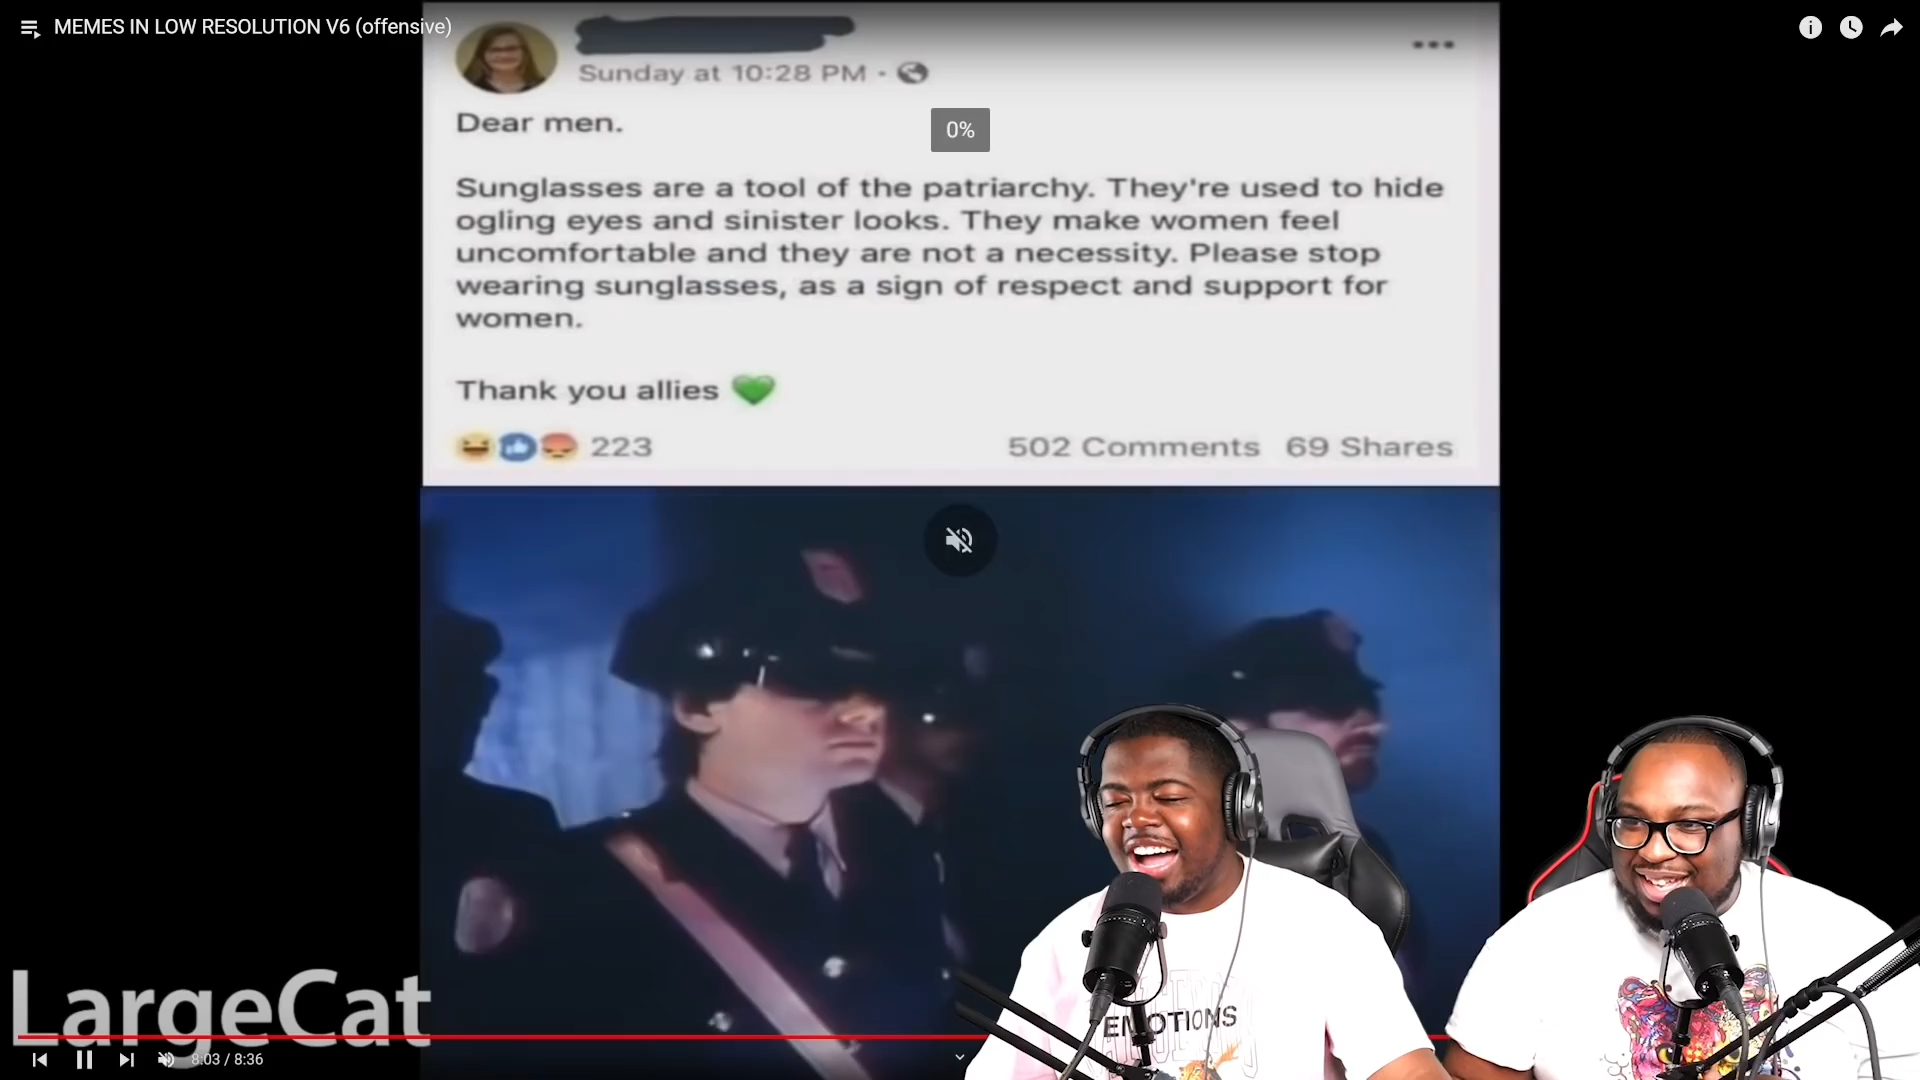 MEMES IN LOW RESOLUTION V6 (offensive)
Sunday at 10:28 PM ·
0%
Dear men.
Sunglasses are a tool of the patriarchy. They're used to hide
ogling eyes and sinister looks. They make women feel
uncomfortable and they are not a necessity. Please stop
wearing sunglasses, as a sign of respect and support for
women.
Thank you allies 💚
223
502 Comments 69 Shares
EMOTIONS
LargeCat
8:03 / 8:36